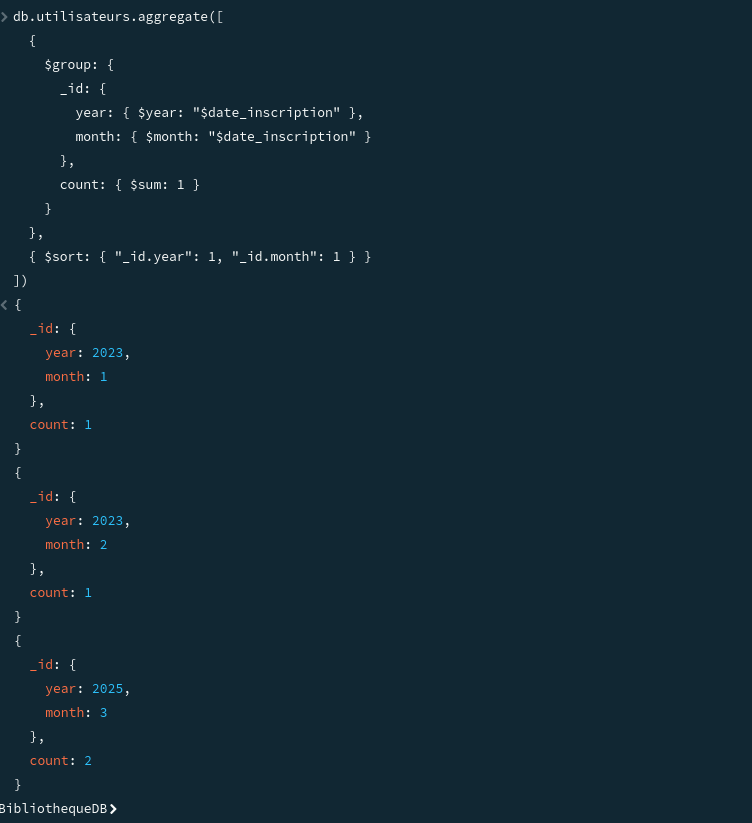 > db.utilisateurs.aggregate([
{
$group: {
_id: {
year: { $year: "$date_inscription" },
month: { $month: "$date_inscription" }
},
count: { $sum: 1 }
}
},
{ $sort: { "_id.year": 1, "_id.month": 1 } }
])
< {
_id: {
year: 2023,
month: 1
},
count: 1
}
{
_id: {
year: 2023,
month: 2
},
count: 1
}
{
_id: {
year: 2025,
month: 3
},
count: 2
}
BibliothequeDB>